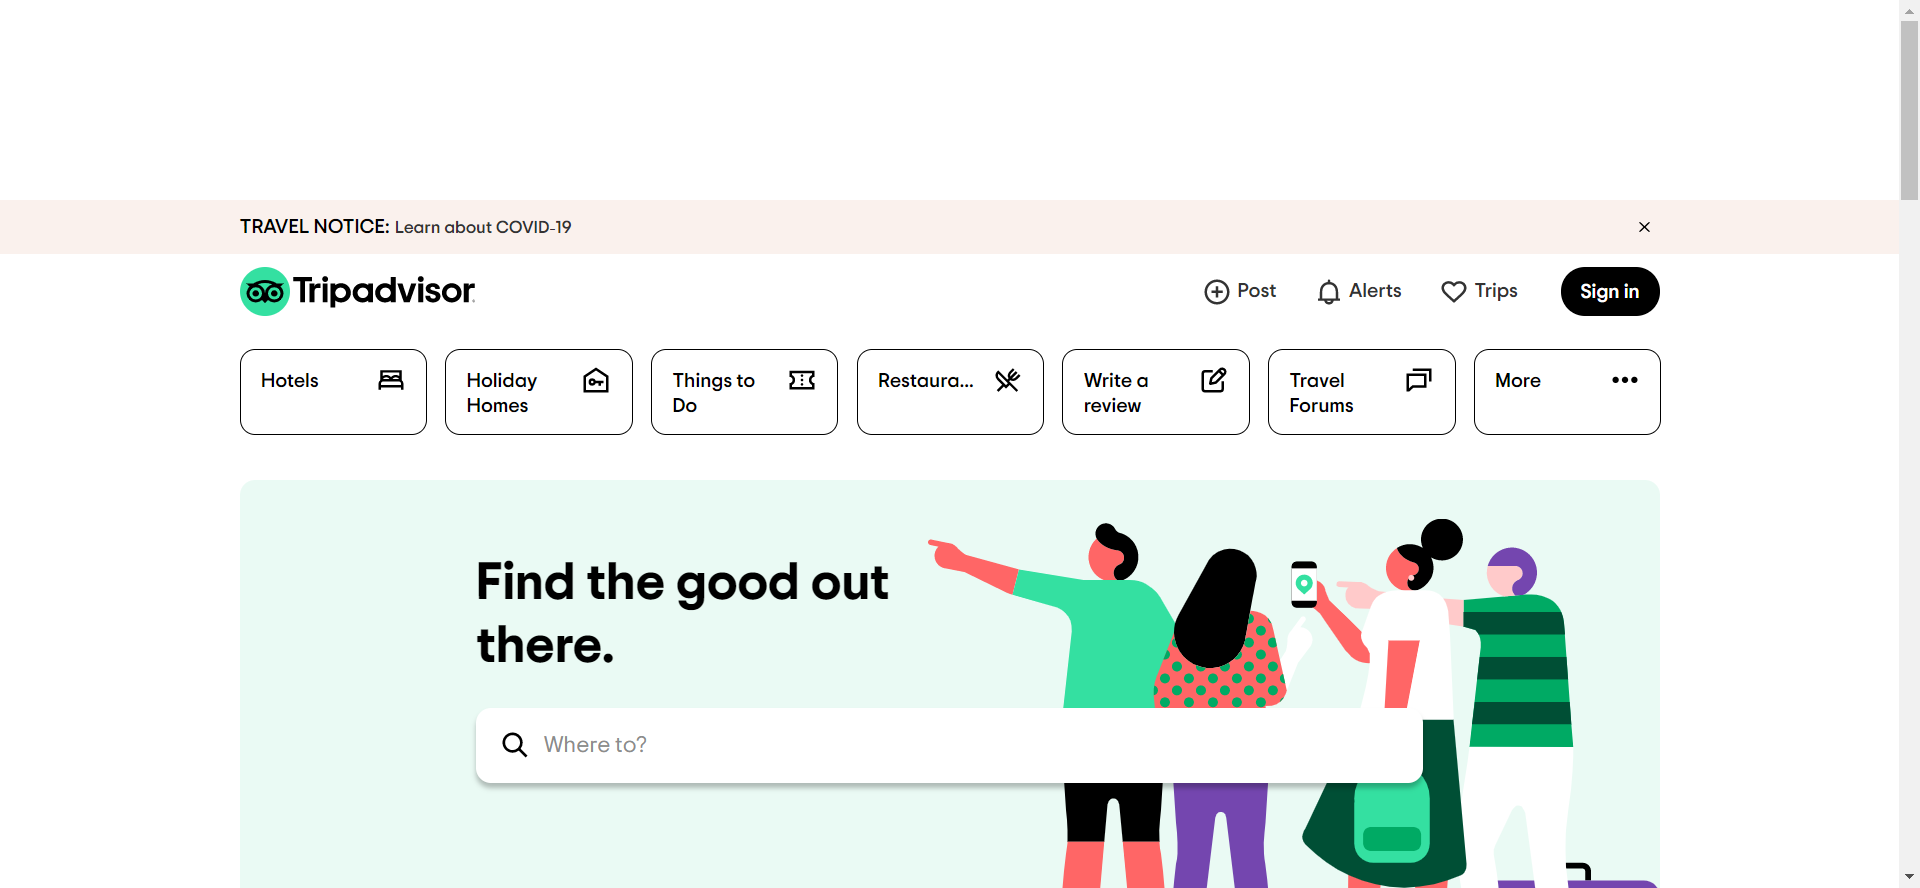 TRAVEL NOTICE: Learn about COVID-19
Tripadvisor
Post
Alerts
Trips
Sign in
Hotels
Holiday
Homes
Things to
Do
Restaura...
Write a
review
Travel
Forums
More
Find the good out
there.
Where to?